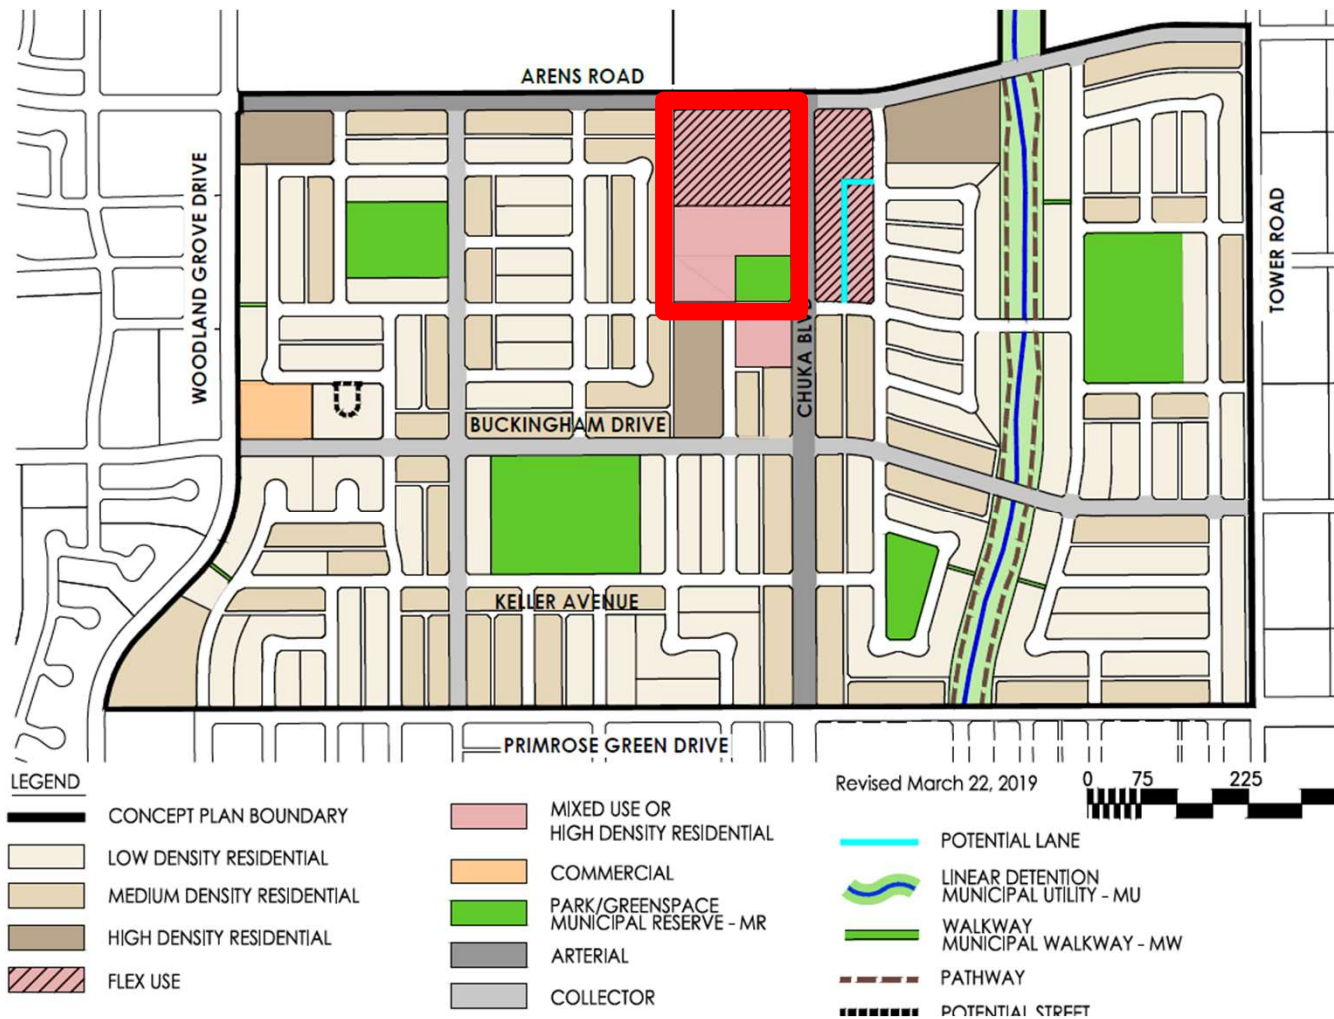 ARENS ROAD
WOODLAND GROVE DRIVE
TOWER ROAD
CHUKA BLVD
BUCKINGHAM DRIVE
KELLER AVENUE
PRIMROSE GREEN DRIVE
LEGEND
CONCEPT PLAN BOUNDARY
LOW DENSITY RESIDENTIAL
MEDIUM DENSITY RESIDENTIAL
HIGH DENSITY RESIDENTIAL
FLEX USE
MIXED USE OR
HIGH DENSITY RESIDENTIAL
COMMERCIAL
PARK/GREENSPACE
MUNICIPAL RESERVE - MR
ARTERIAL
COLLECTOR
Revised March 22, 2019
0 75 225
POTENTIAL LANE
LINEAR DETENTION
MUNICIPAL UTILITY - MU
WALKWAY
MUNICIPAL WALKWAY - MW
PATHWAY
POTENTIAL STREET